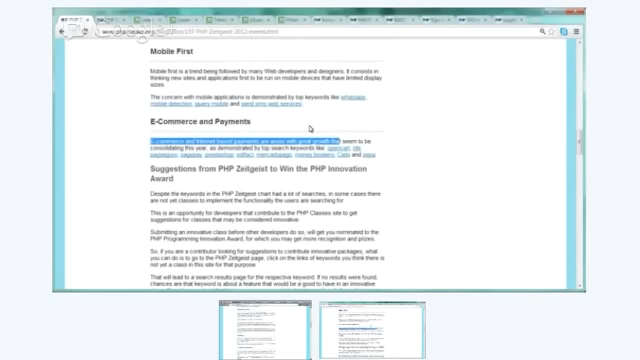 Mobile First
Mobile first is a trend being followed by many Web developers and designers. It consists in
thinking new sites and applications first to be run on mobile devices that have limited display
sizes
The concern with mobile applications is demonstrated by top keywords like whatsapp,
mobile detection, jquery mobile and send sms web services.
E-Commerce and Payments
E-commerce and Internet based payments are areas with great growth that seem to be
consolidating this year, as demonstrated by top search keywords like
pagseguro, prestashop, edifact, mercadopago, money brokers, and sepa
Suggestions from PHP Zeitgeist to Win the PHP Innovation
Award
Despite the keywords in the PHP Zeitgeist chart had a lot of searches, in some cases there
are not yet classes to implement the functionality the users are searching for
This is an opportunity for developers that contribute to the PHP Classes site to get
suggestions for classes that may be considered innovative
Submitting an innovative class before other developers do so, will get you nominated to the
PHP Programming Innovation Award, for which you may get more recognition and prizes.
So, if you are a contributor looking for suggestions to contribute innovative packages, what
you can do is to go to the PHP Zeitgeist page, click on the links of keywords you think there
is not yet a class in this site for that purpose
That will lead to a search results page for the respective keyword. If no results were found,
chances are that keyword is about a feature that would be good to have in an innovative